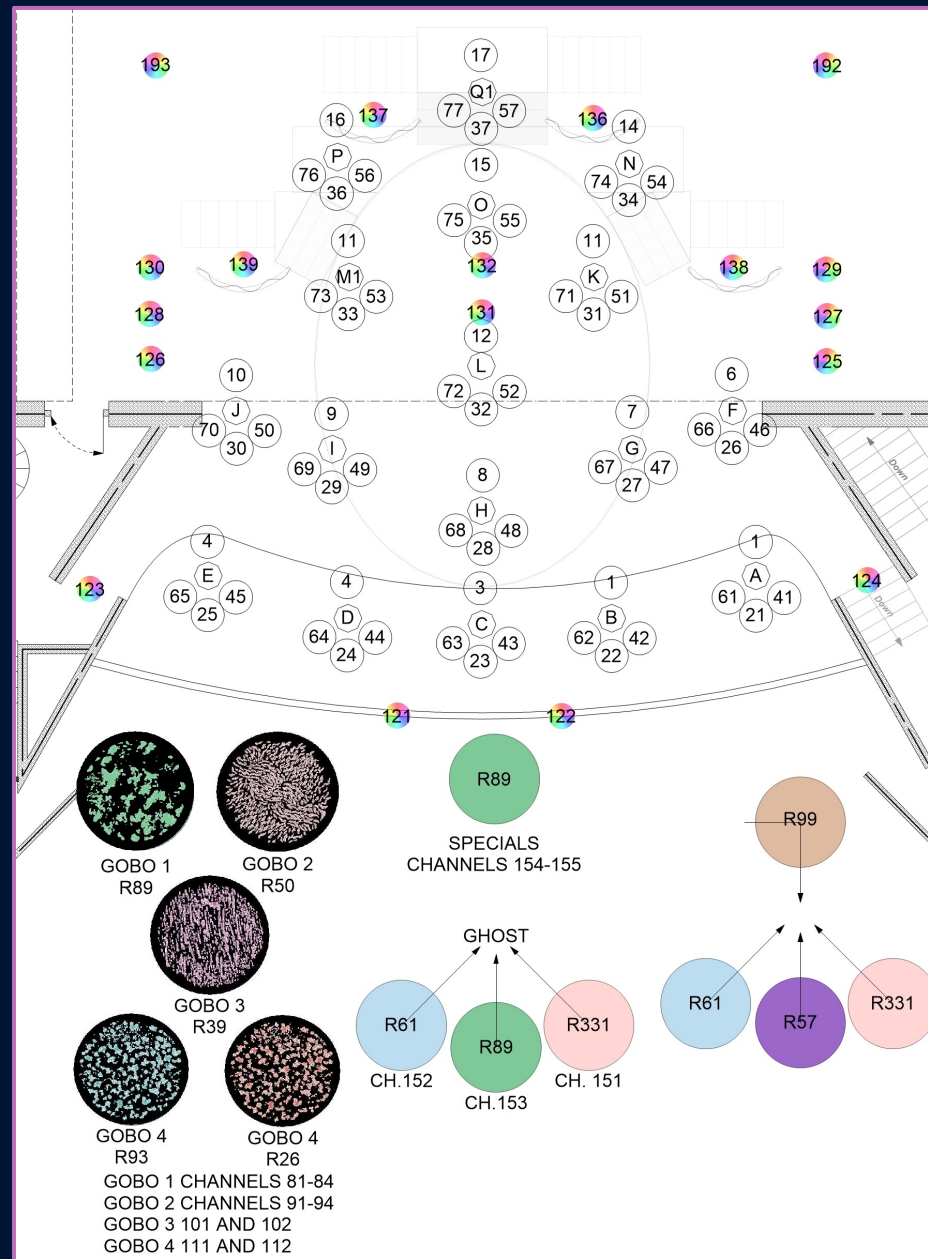 17
193
192
Q1
77
57
137
136
16
14
37
P
15
N
76
56
74
54
36
34
O
75
55
11
35
11
130
139
132
138
129
M1
K
73
53
71
51
128
33
131
31
127
12
126
L
125
10
6
72
52
32
J
9
7
F
70
50
66
46
30
I
G
26
69
49
67
47
Down
29
8
27
H
68
48
28
4
1
E
4
3
1
A
123
124
65
45
61
41
25
D
C
B
21
Down
64
44
63
43
62
42
24
23
22
121
122
R89
SPECIALS
CHANNELS 154-155
R99
GOBO 1
R89
GOBO 2
R50
GOBO 3
R39
GHOST
R61
R89
R331
CH.152
CH.153
CH. 151
R61
R57
R331
GOBO 4
R93
GOBO 4
R26
GOBO 1 CHANNELS 81-84
GOBO 2 CHANNELS 91-94
GOBO 3 101 AND 102
GOBO 4 111 AND 112